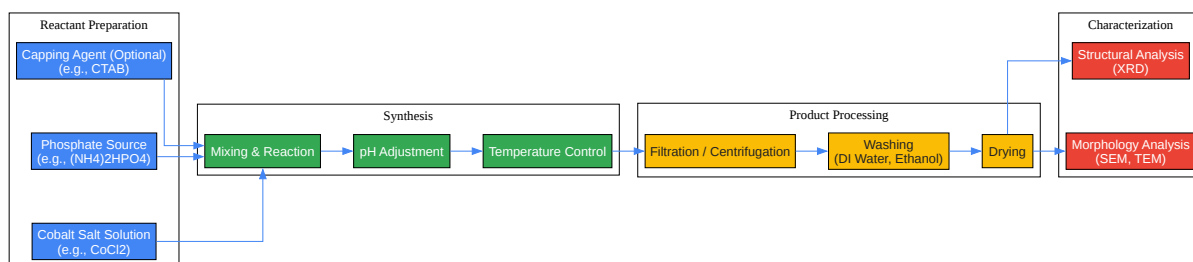 Reactant Preparation
Capping Agent (Optional)
(e.g., CTAB)
Phosphate Source
(e.g., (NH4)2HPO4)
Cobalt Salt Solution
(e.g., CoCl2)
Synthesis
Mixing & Reaction
pH Adjustment
Temperature Control
Product Processing
Filtration / Centrifugation
Washing
(DI Water, Ethanol)
Drying
Characterization
Structural Analysis
(XRD)
Morphology Analysis
(SEM, TEM)